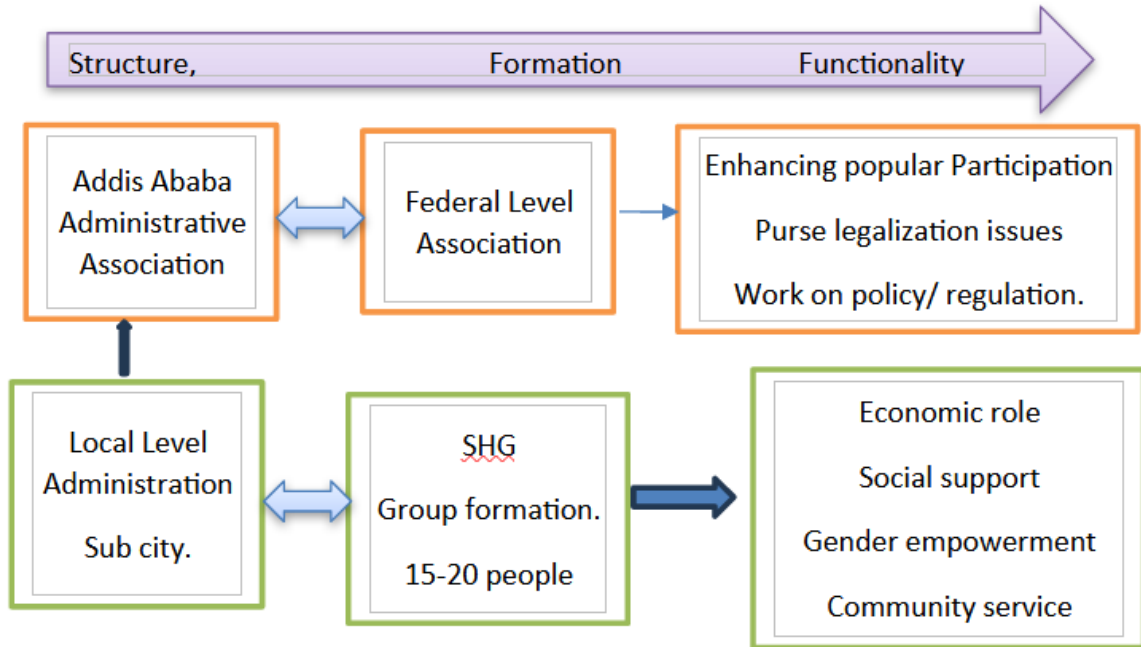 Structure, Formation Functionality
Addis Ababa
Administrative
Association
Federal Level
Association
Enhancing popular Participation
Purse legalization issues
Work on policy/ regulation.
Local Level
Administration
Sub city.
SHG
Group formation.
15-20 people
Economic role
Social support
Gender empowerment
Community service